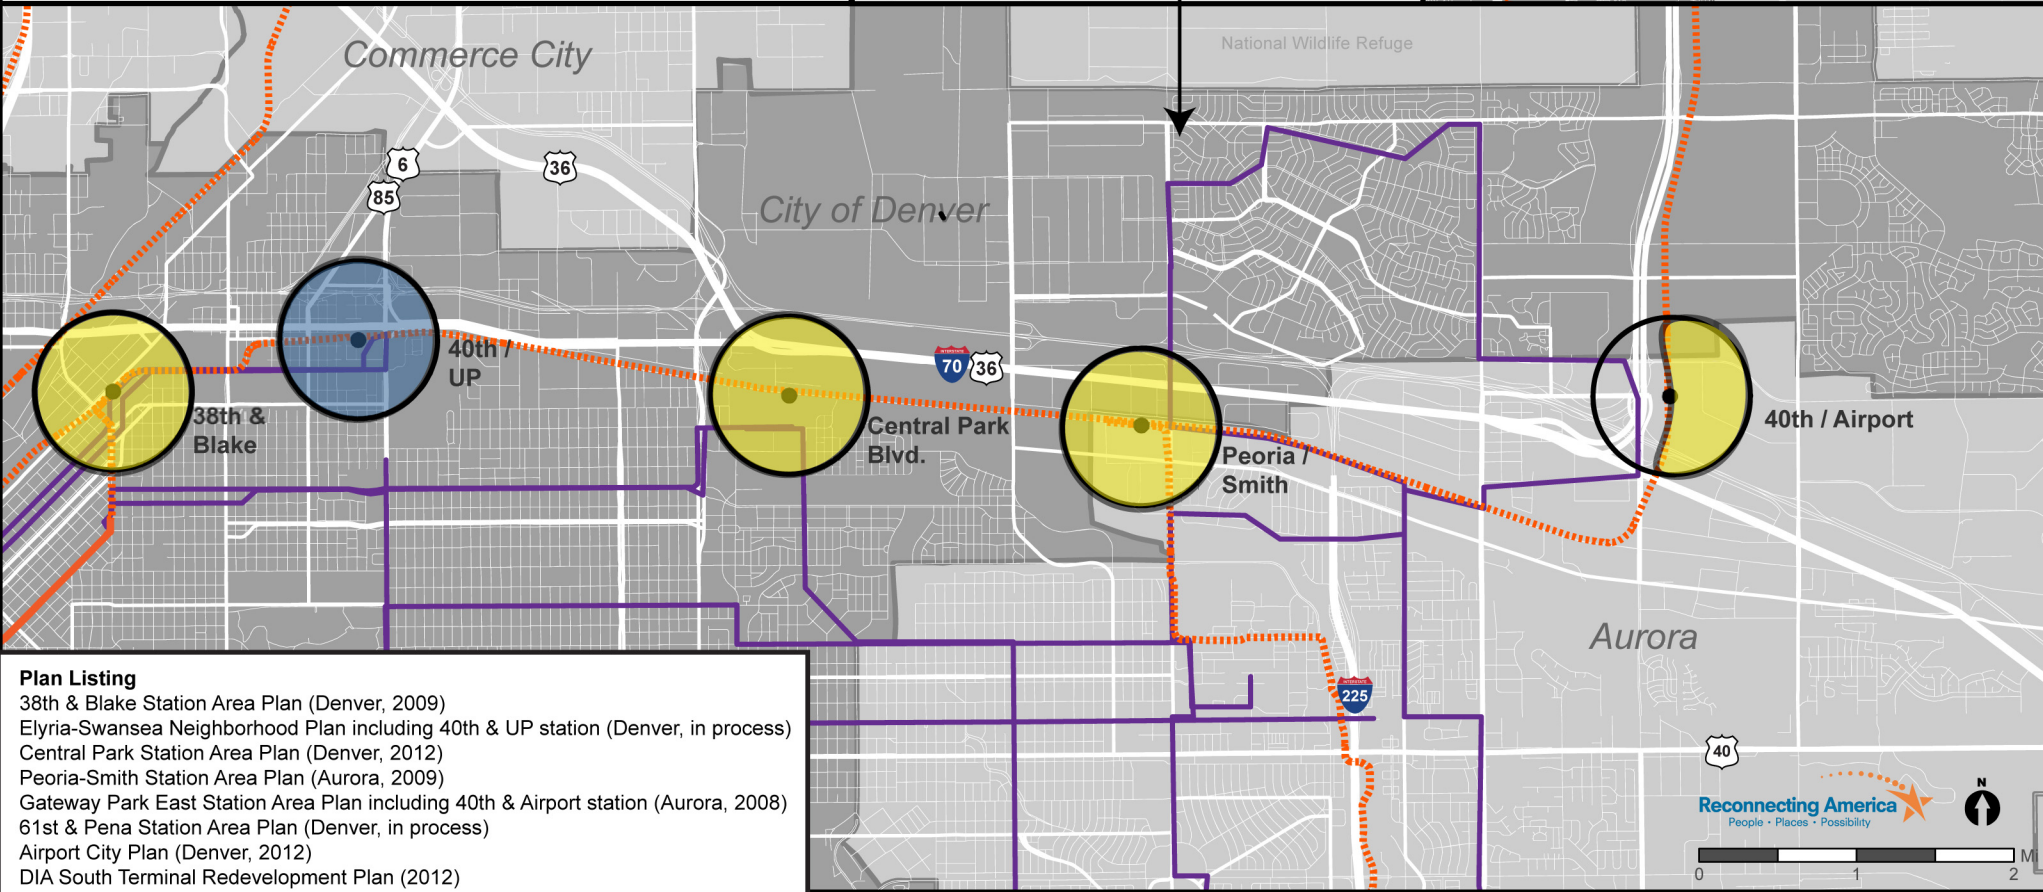 National Wildlife Refuge
Commerce City
6
36
85
City of Denver
40th /
UP
INTERSTATE
70
36
38th &
Blake
Central Park
Blvd.
40th / Airport
Peoria /
Smith
Aurora
INTERSTATE
225
40
Plan Listing
38th & Blake Station Area Plan (Denver, 2009)
Elyria-Swansea Neighborhood Plan including 40th & UP station (Denver, in process)
Central Park Station Area Plan (Denver, 2012)
Peoria-Smith Station Area Plan (Aurora, 2009)
Gateway Park East Station Area Plan including 40th & Airport station (Aurora, 2008)
61st & Pena Station Area Plan (Denver, in process)
Airport City Plan (Denver, 2012)
DIA South Terminal Redevelopment Plan (2012)
Reconnecting America
People • Places • Possibility
N
Mi
0 1 2